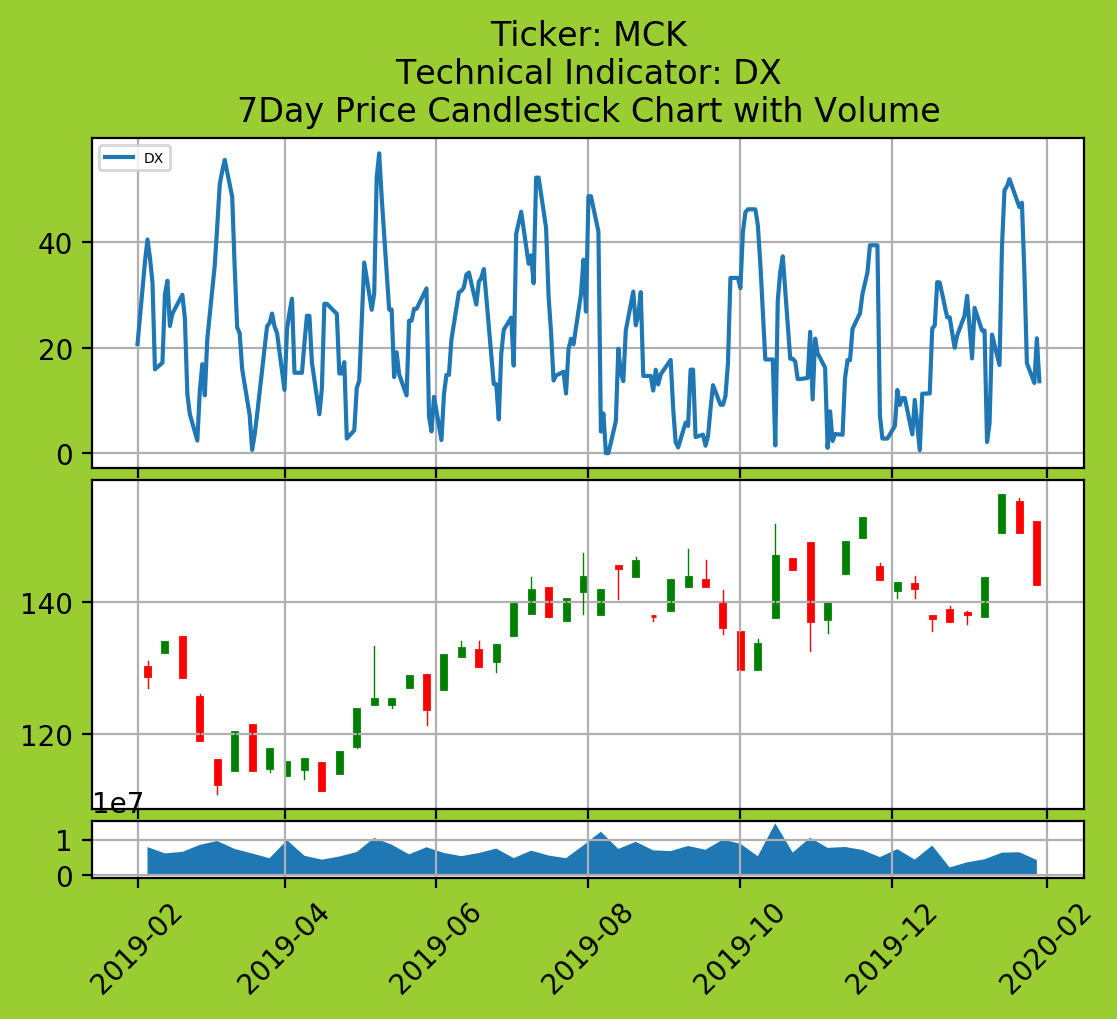 Ticker: MCK
Technical Indicator: DX
7Day Price Candlestick Chart with Volume
DX
40
20
0
140
120
1e7
1
0
2019-02
2019-04
2019-06
2019-08
2019-10
2019-12
2020-02